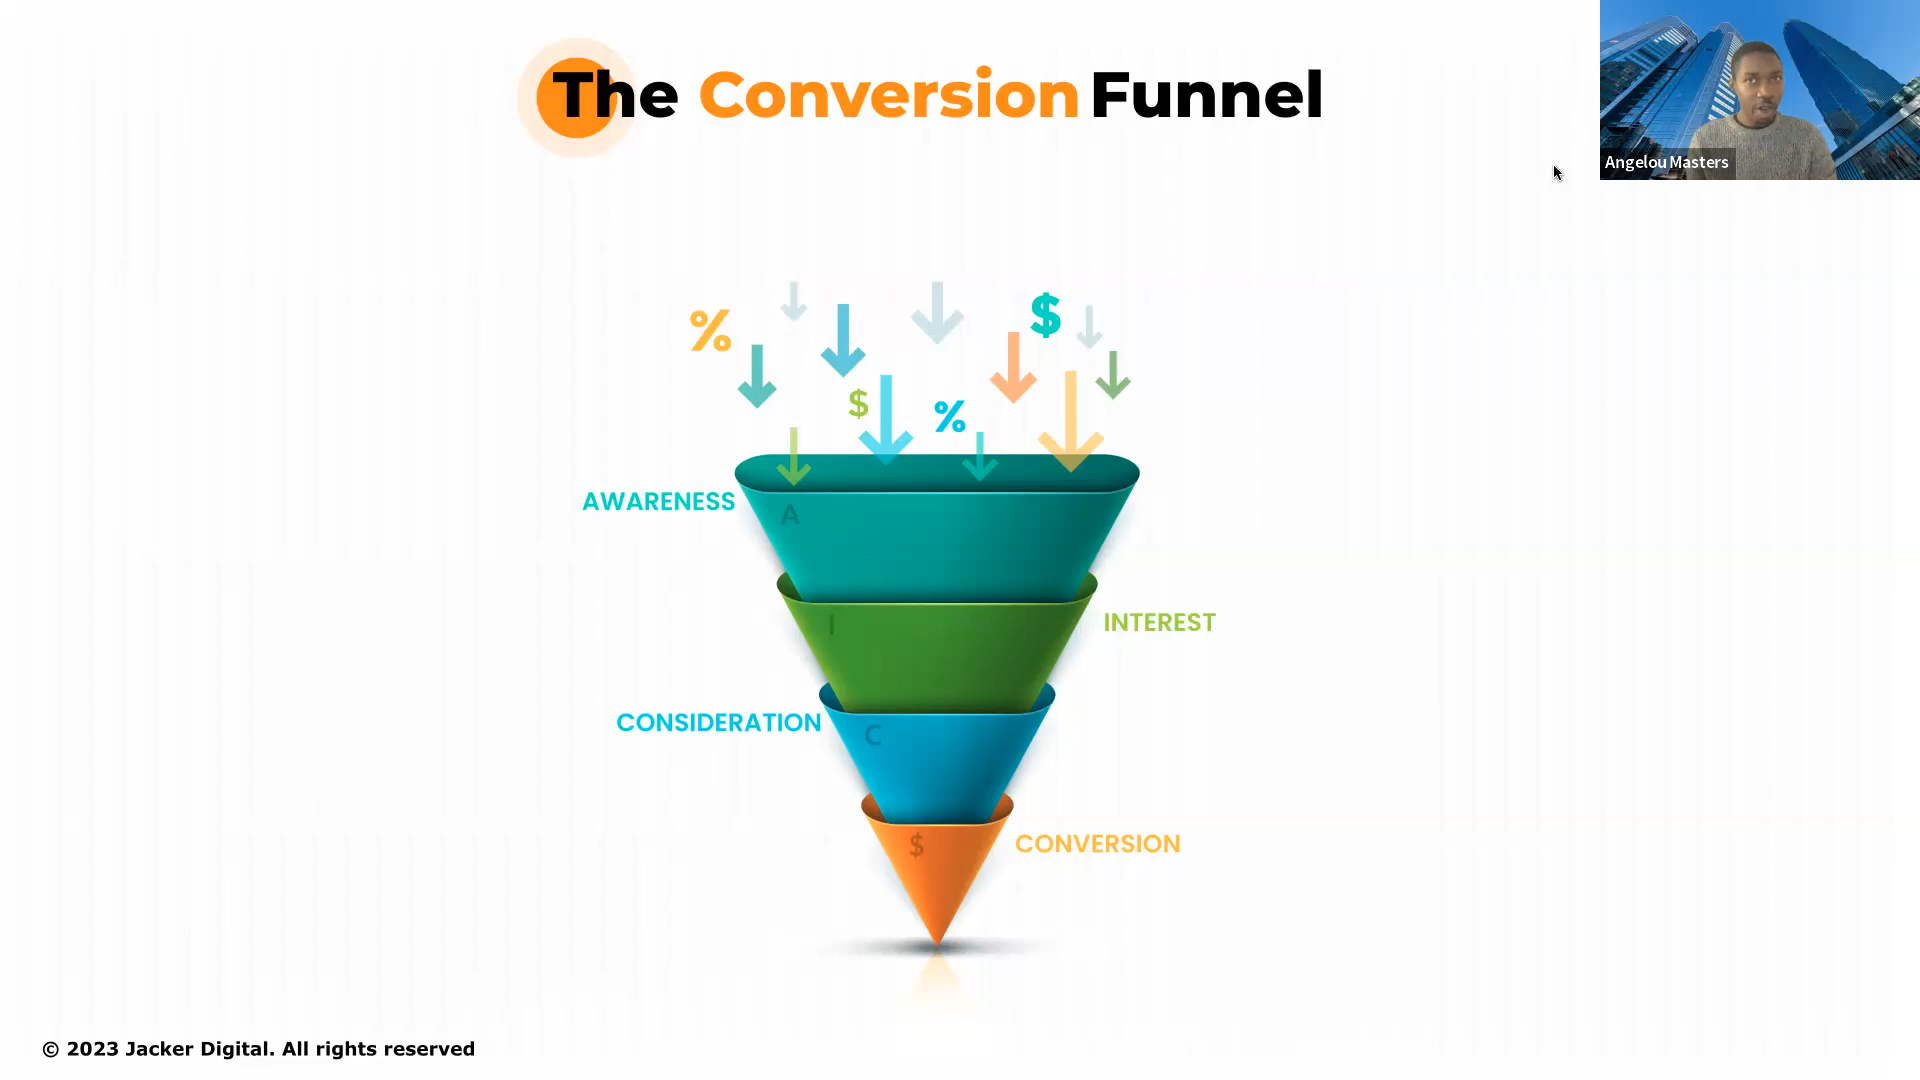 The Conversion Funnel
Angelou Masters
%
$
$
%
AWARENESS
A
I
INTEREST
CONSIDERATION
C
$
CONVERSION
© 2023 Jacker Digital. All rights reserved